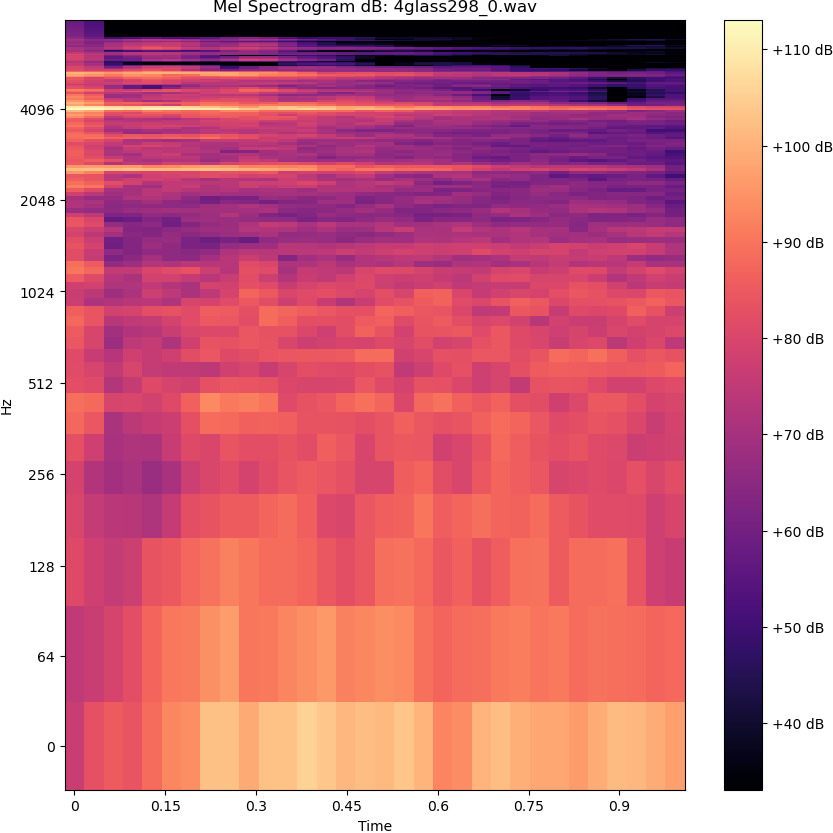 Mel Spectrogram dB: 4glass298_0.wav
+110 dB
4096
+100 dB
2048
+90 dB
1024
+80 dB
512
Hz
+70 dB
256
+60 dB
128
+50 dB
64
+40 dB
0
0 0.15 0.3 0.45 0.6 0.75 0.9
Time